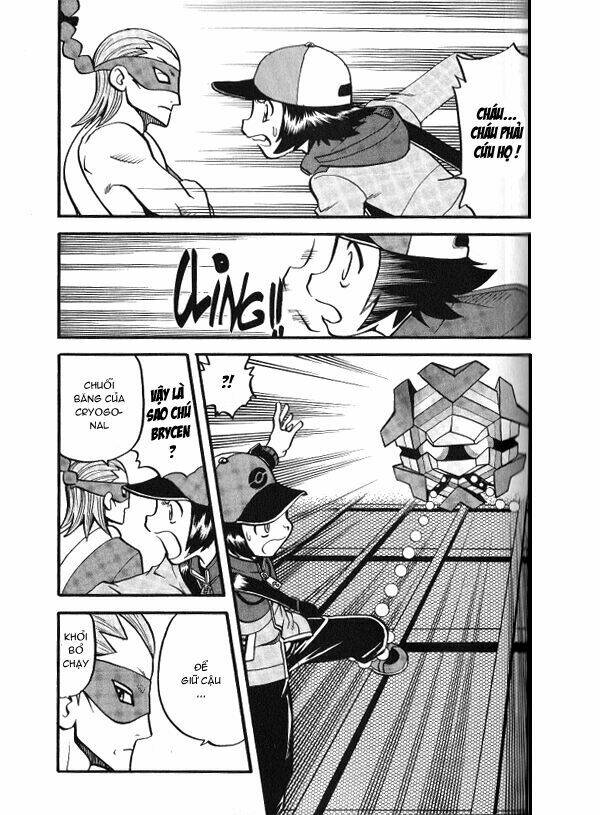 CHÁU...
CHÁU PHẢI
CỨU HỌ !
CLING!!
?!
VẬY LÀ
SAO CHÚ
BRYCEN
?
CHUỖI
BĂNG CỦA
CRYOGO-
NAL
ĐỂ
GIỮ CẬU
...
KHỎI
BỎ
CHẠY